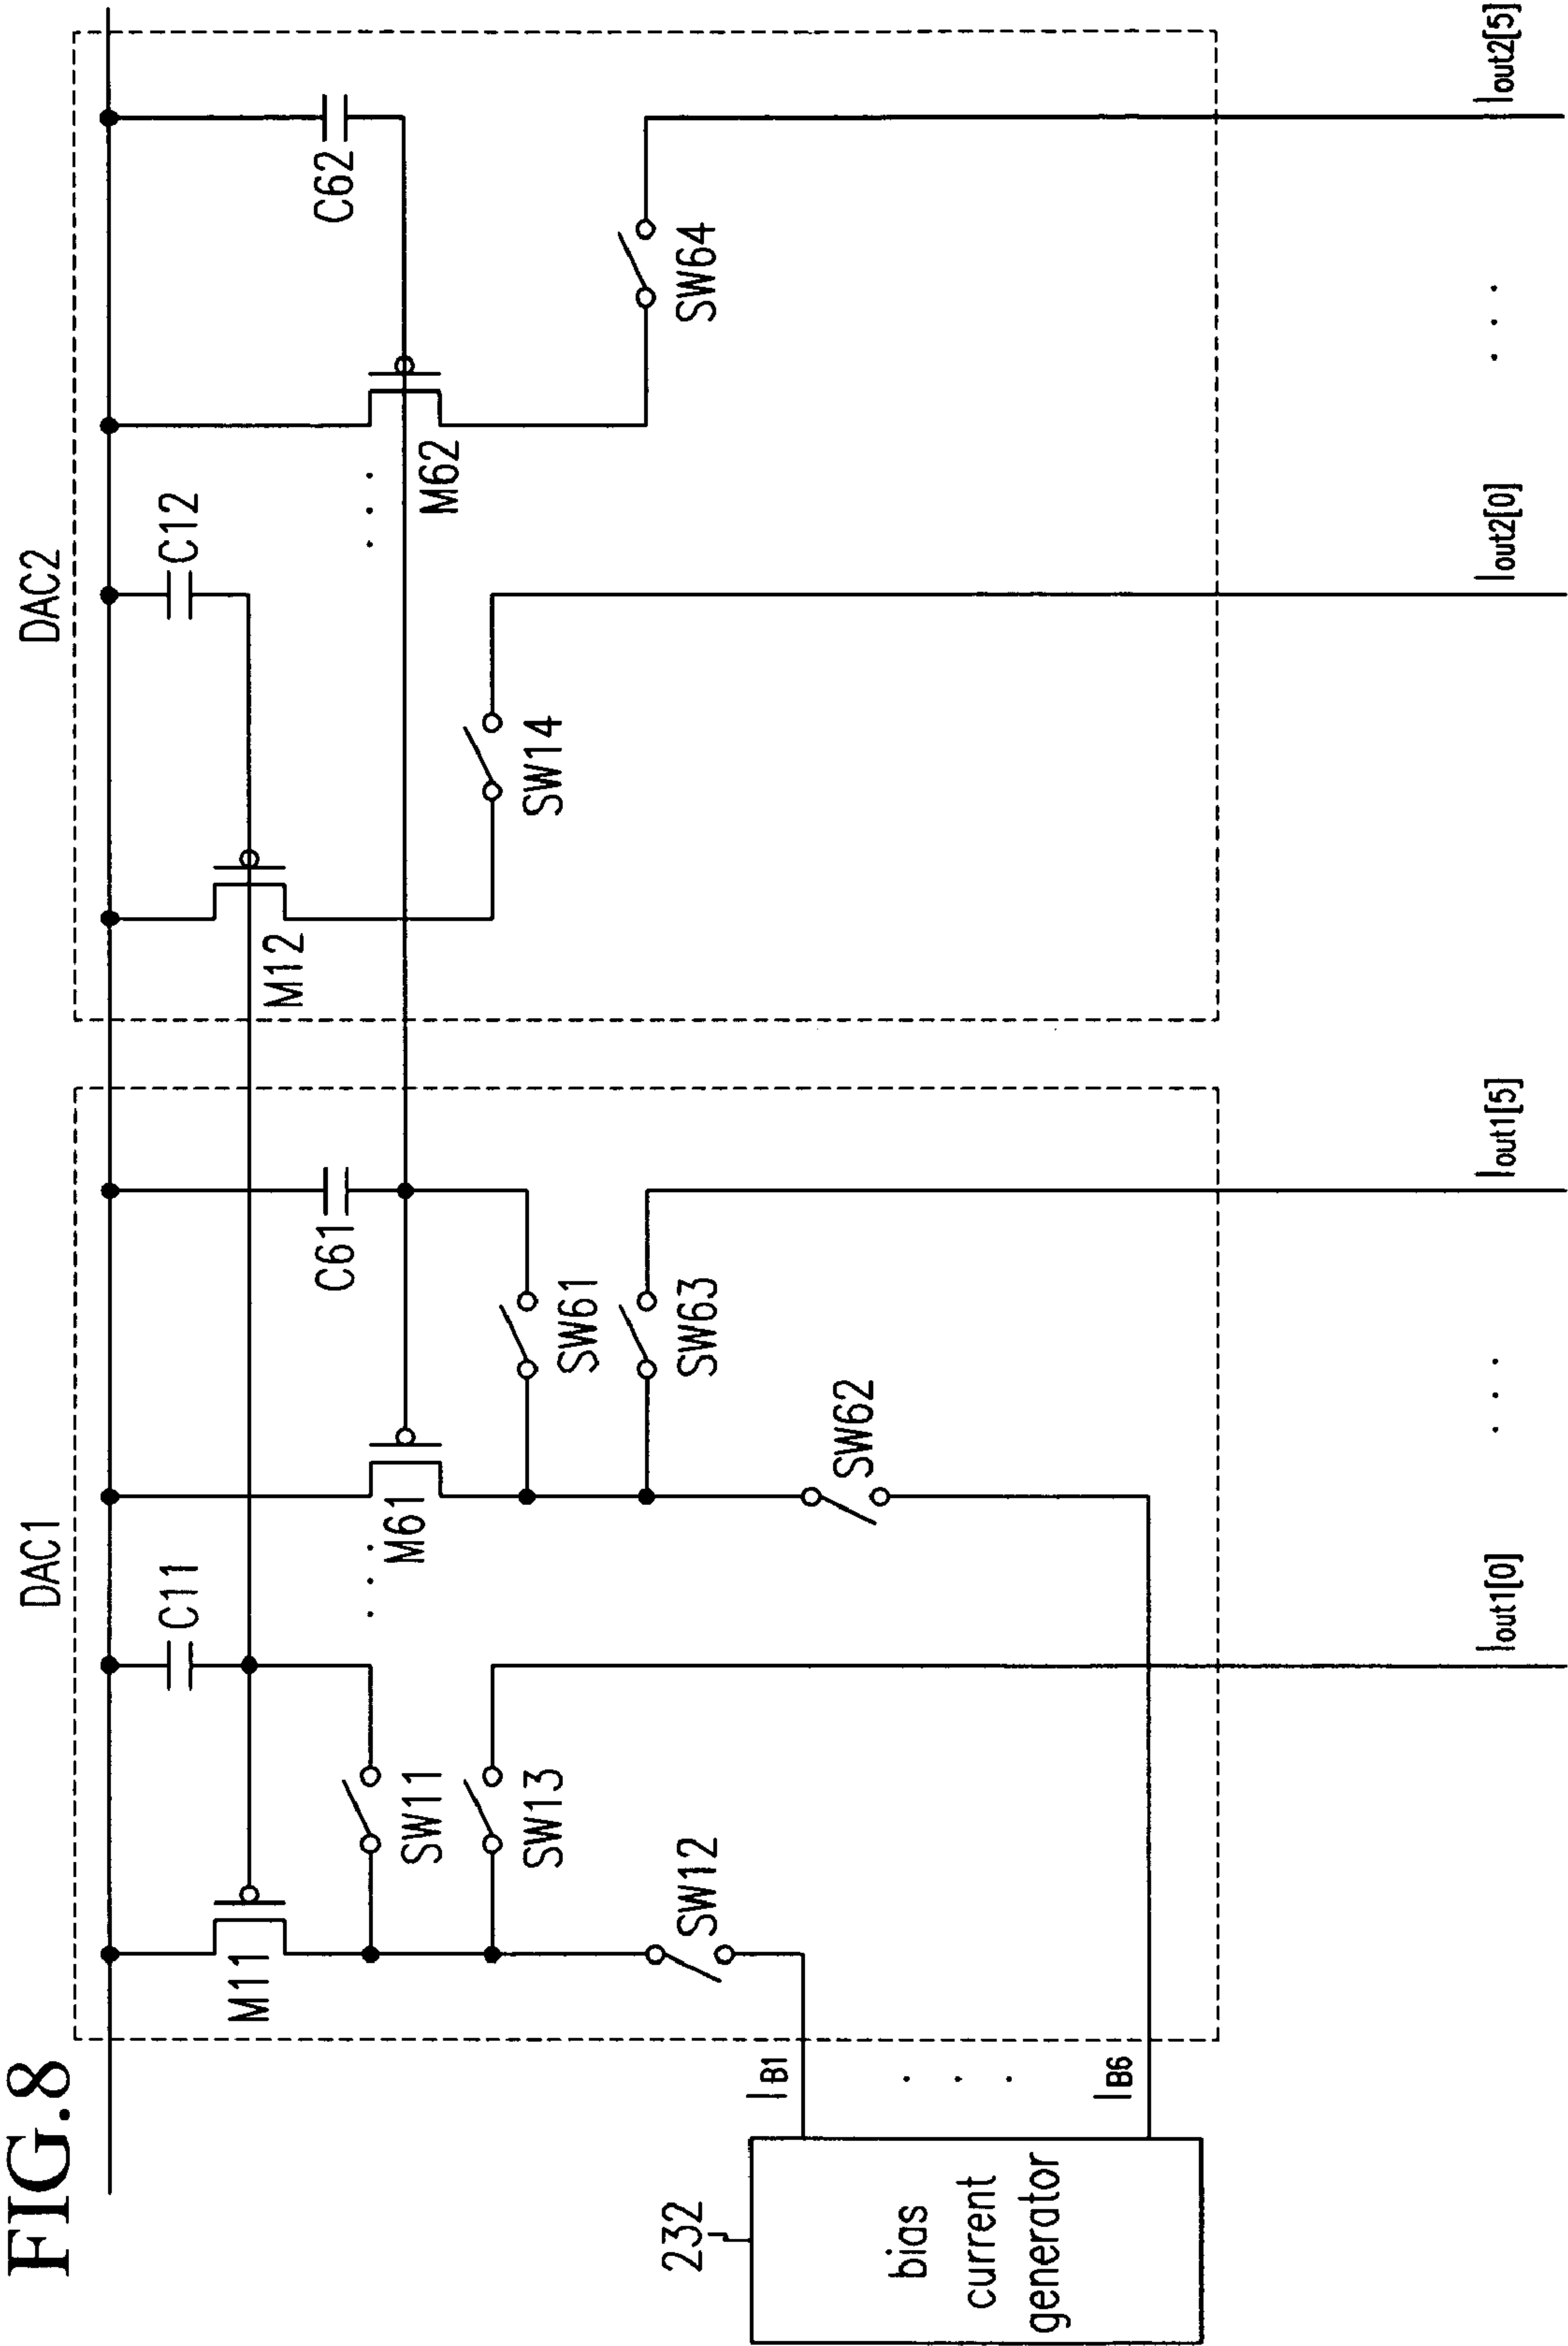 FIG.8
DAC1
DAC2
C11
C12
M11
M12
C61
C62
M61
M62
SW11
SW61
SW13
SW63
SW14
SW64
SW12
SW62
232
bias
current
generator
IB1
IB6
Iout1[0]
Iout1[5]
Iout2[0]
Iout2[5]